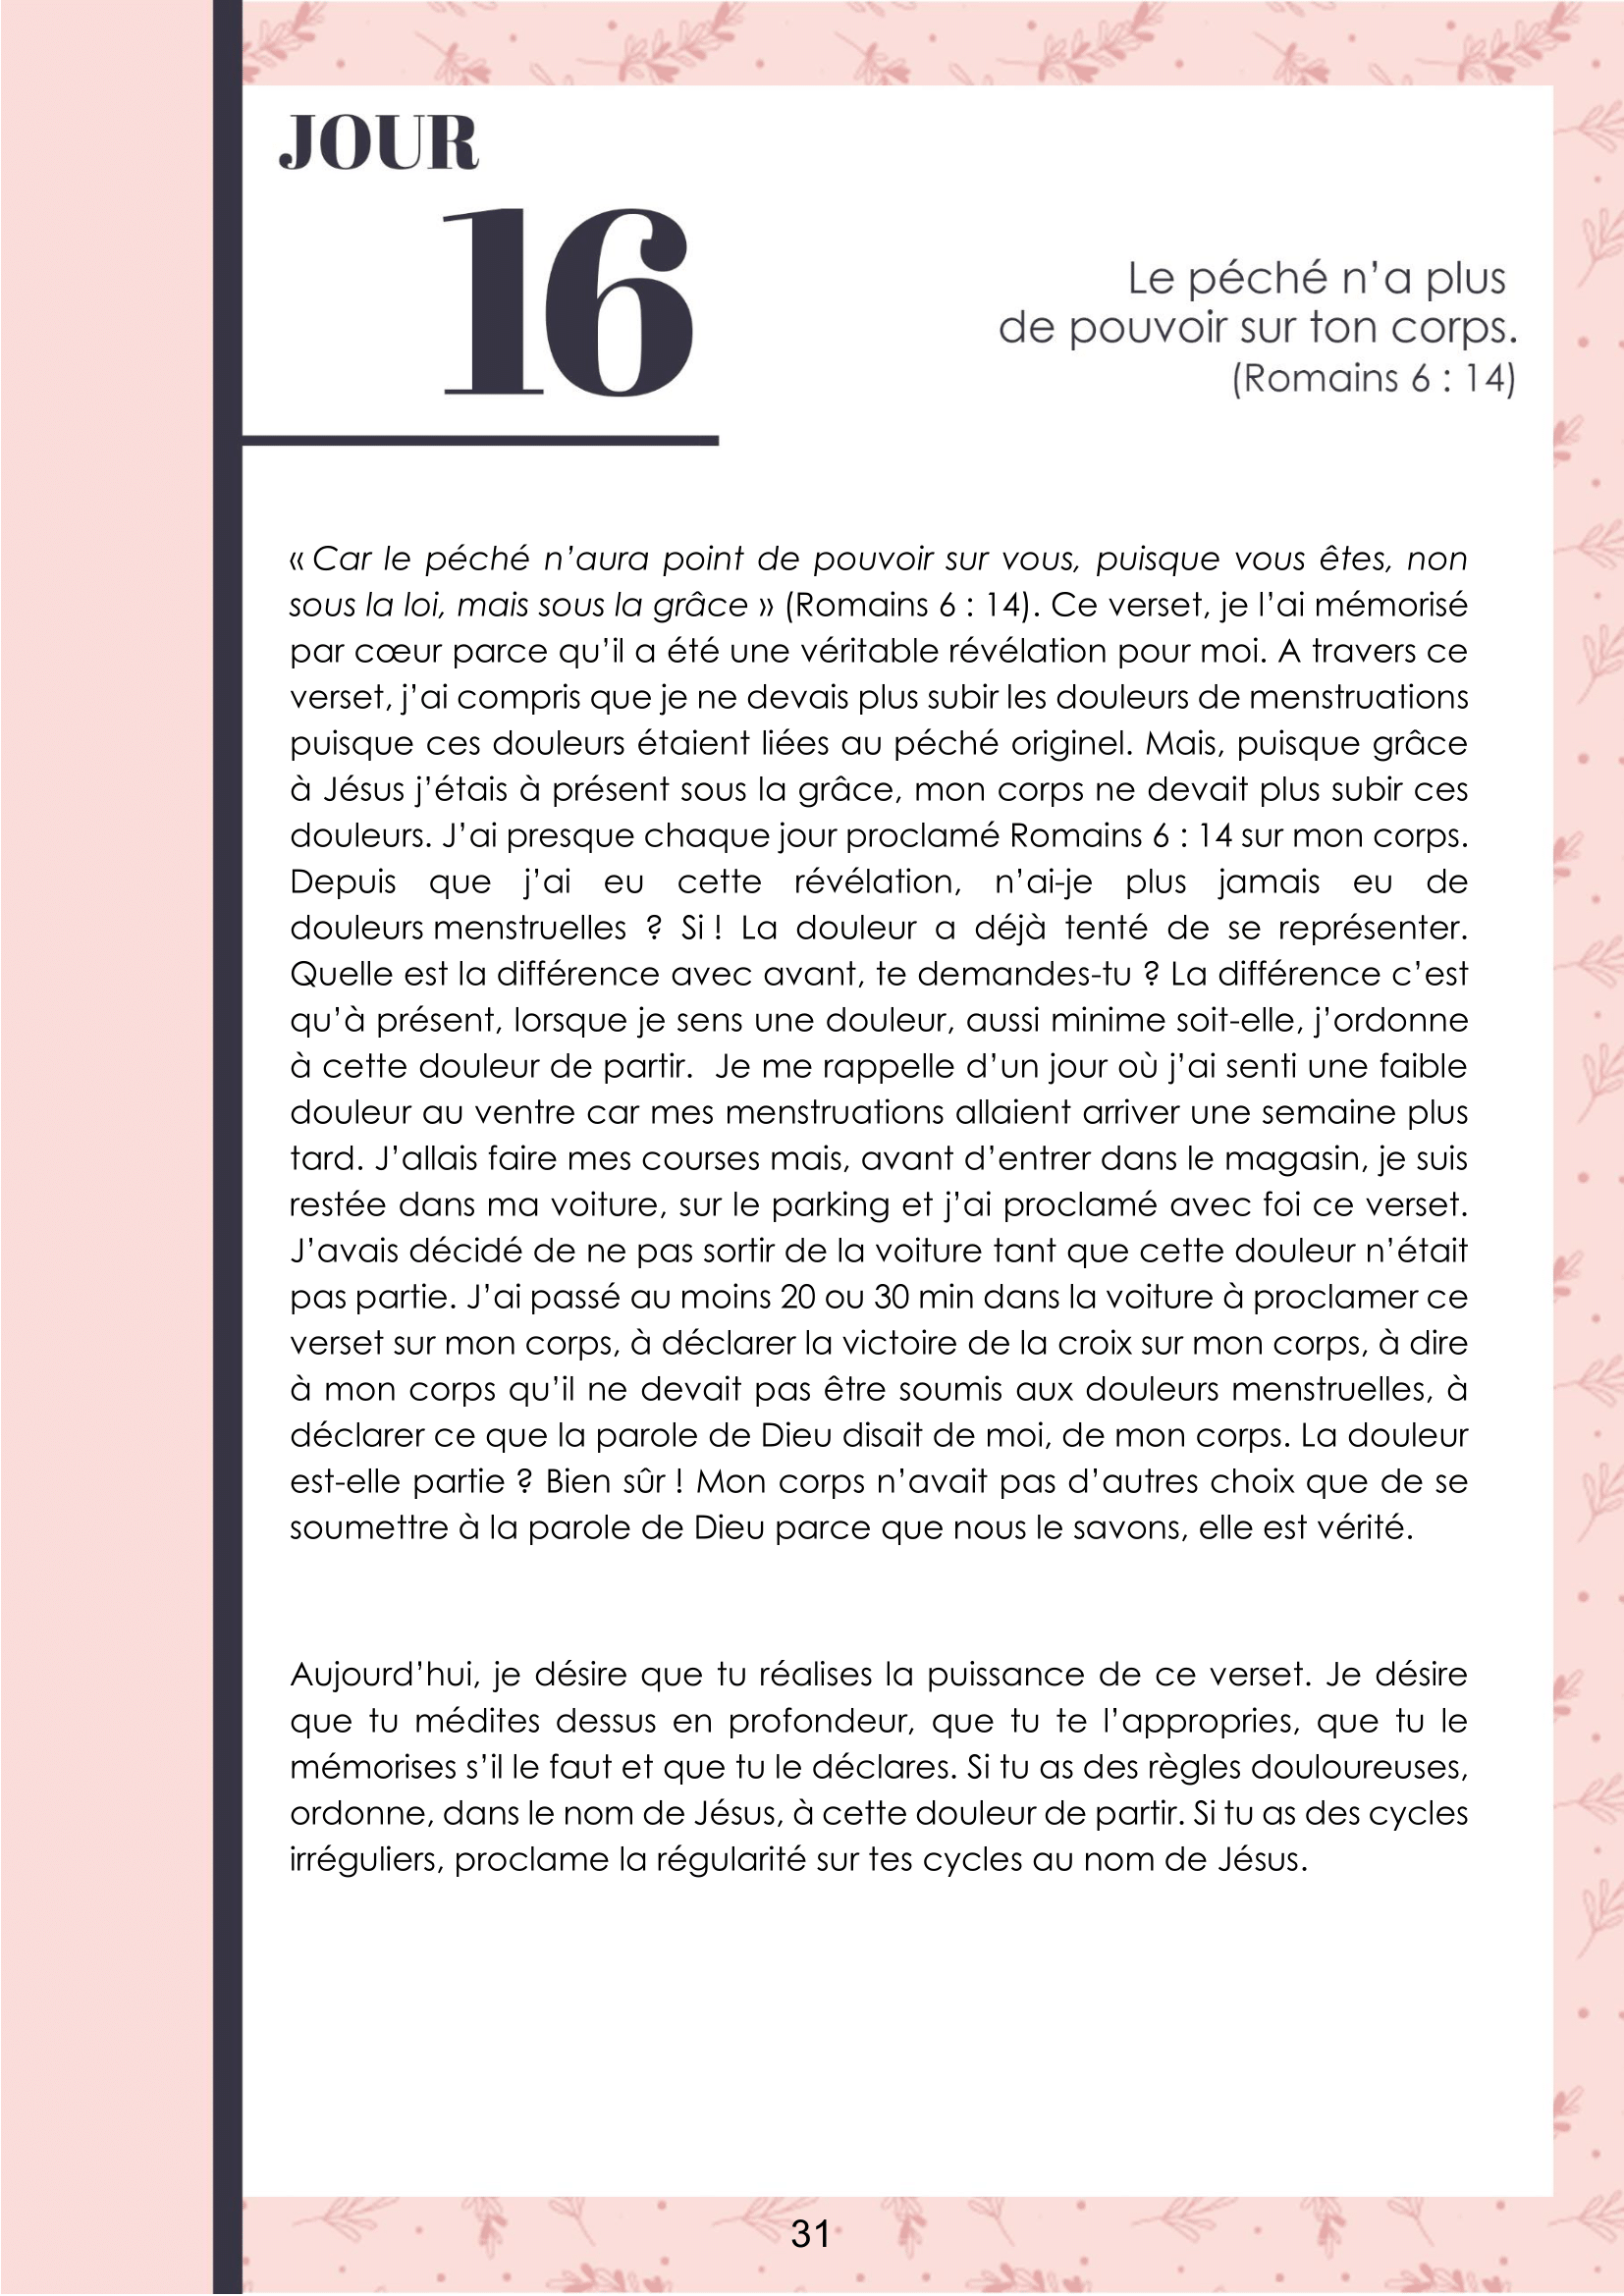 JOUR
16
Le péché n’a plus
de pouvoir sur ton corps.
(Romains 6 : 14)
« Car le péché n’aura point de pouvoir sur vous, puisque vous êtes, non
sous la loi, mais sous la grâce » (Romains 6 : 14). Ce verset, je l’ai mémorisé
par cœur parce qu’il a été une véritable révélation pour moi. A travers ce
verset, j’ai compris que je ne devais plus subir les douleurs de menstruations
puisque ces douleurs étaient liées au péché originel. Mais, puisque grâce
à Jésus j’étais à présent sous la grâce, mon corps ne devait plus subir ces
douleurs. J’ai presque chaque jour proclamé Romains 6 : 14 sur mon corps.
Depuis que j’ai eu cette révélation, n’ai-je plus jamais eu de
douleurs menstruelles ? Si ! La douleur a déjà tenté de se représenter.
Quelle est la différence avec avant, te demandes-tu ? La différence c’est
qu’à présent, lorsque je sens une douleur, aussi minime soit-elle, j’ordonne
à cette douleur de partir. Je me rappelle d’un jour où j’ai senti une faible
douleur au ventre car mes menstruations allaient arriver une semaine plus
tard. J’allais faire mes courses mais, avant d’entrer dans le magasin, je suis
restée dans ma voiture, sur le parking et j’ai proclamé avec foi ce verset.
J’avais décidé de ne pas sortir de la voiture tant que cette douleur n’était
pas partie. J’ai passé au moins 20 ou 30 min dans la voiture à proclamer ce
verset sur mon corps, à déclarer la victoire de la croix sur mon corps, à dire
à mon corps qu’il ne devait pas être soumis aux douleurs menstruelles, à
déclarer ce que la parole de Dieu disait de moi, de mon corps. La douleur
est-elle partie ? Bien sûr ! Mon corps n’avait pas d’autres choix que de se
soumettre à la parole de Dieu parce que nous le savons, elle est vérité.
Aujourd’hui, je désire que tu réalises la puissance de ce verset. Je désire
que tu médites dessus en profondeur, que tu te l’appropries, que tu le
mémorises s’il le faut et que tu le déclares. Si tu as des règles douloureuses,
ordonne, dans le nom de Jésus, à cette douleur de partir. Si tu as des cycles
irréguliers, proclame la régularité sur tes cycles au nom de Jésus.
31